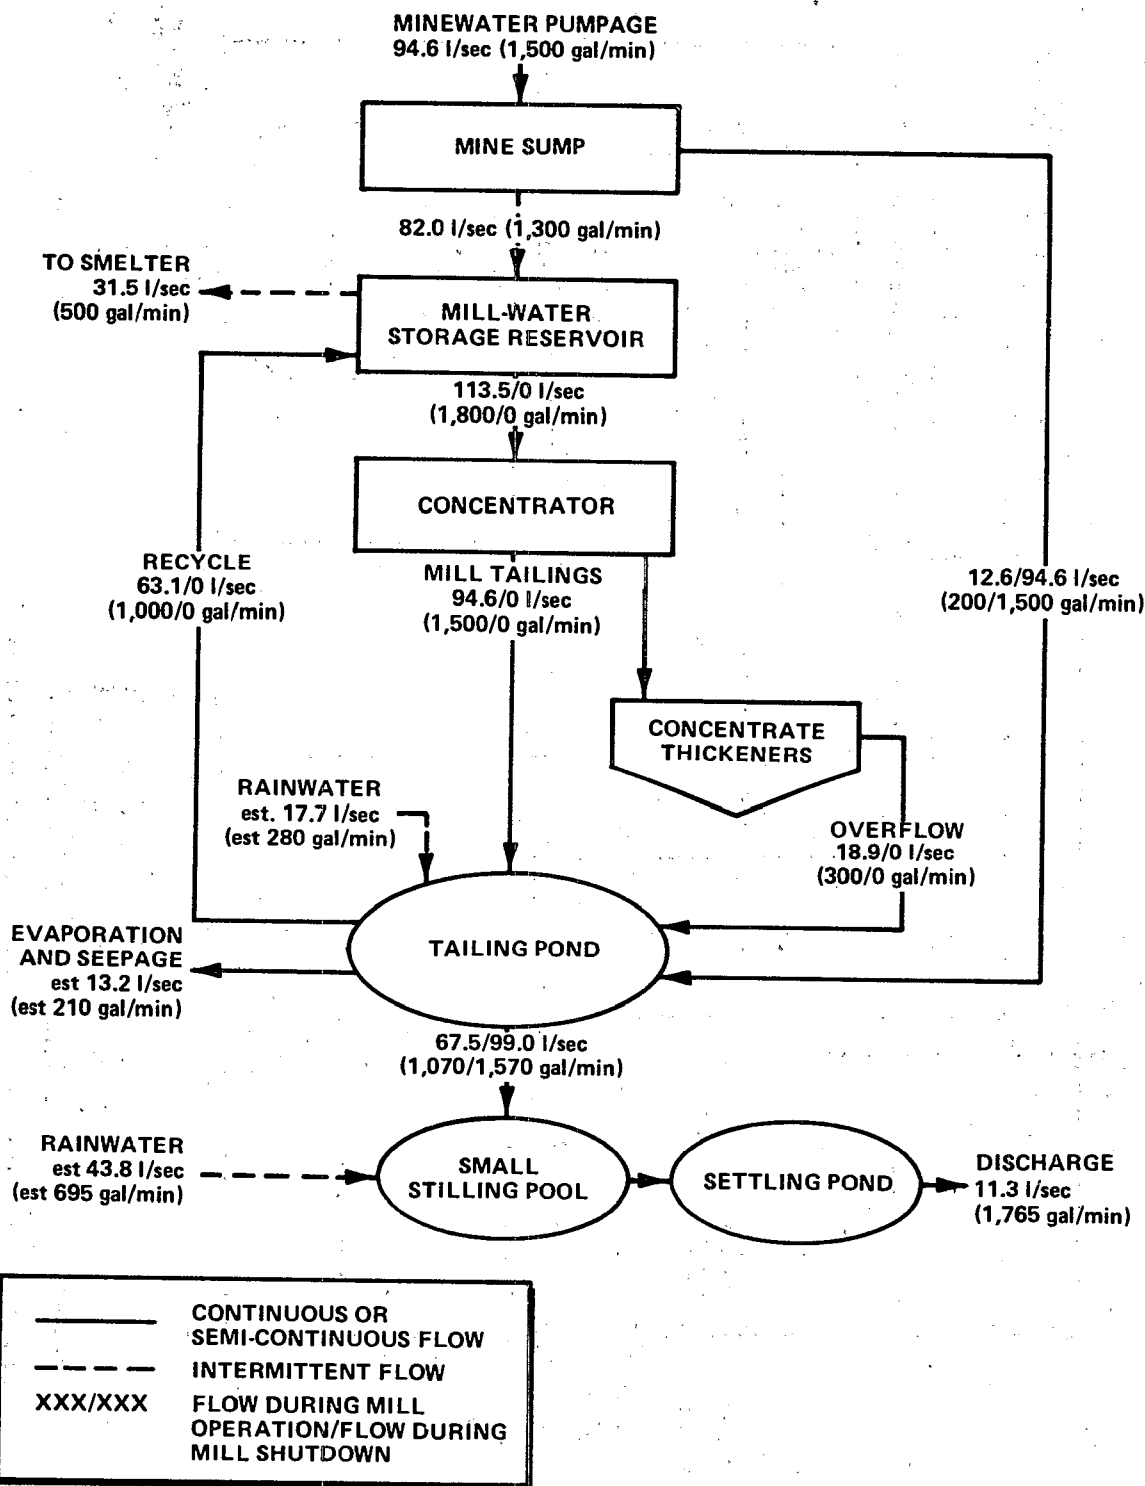 MINEWATER PUMPAGE
94.6 l/sec (1,500 gal/min)
MINE SUMP
82.0 l/sec (1,300 gal/min)
TO SMELTER
31.5 l/sec
(500 gal/min)
MILL-WATER
STORAGE RESERVOIR
113.5/0 l/sec
(1,800/0 gal/min)
CONCENTRATOR
RECYCLE
63.1/0 l/sec
(1,000/0 gal/min)
MILL TAILINGS
94.6/0 l/sec
(1,500/0 gal/min)
12.6/94.6 l/sec
(200/1,500 gal/min)
CONCENTRATE
THICKENERS
RAINWATER
est. 17.7 l/sec
(est 280 gal/min)
OVERFLOW
18.9/0 l/sec
(300/0 gal/min)
TAILING POND
EVAPORATION
AND SEEPAGE
est 13.2 l/sec
(est 210 gal/min)
67.5/99.0 l/sec
(1,070/1,570 gal/min)
RAINWATER
est 43.8 l/sec
(est 695 gal/min)
SMALL
STILLING POOL
SETTLING POND
DISCHARGE
11.3 l/sec
(1,765 gal/min)
CONTINUOUS OR
SEMI-CONTINUOUS FLOW
INTERMITTENT FLOW
XXX/XXX FLOW DURING MILL
OPERATION/FLOW DURING
MILL SHUTDOWN